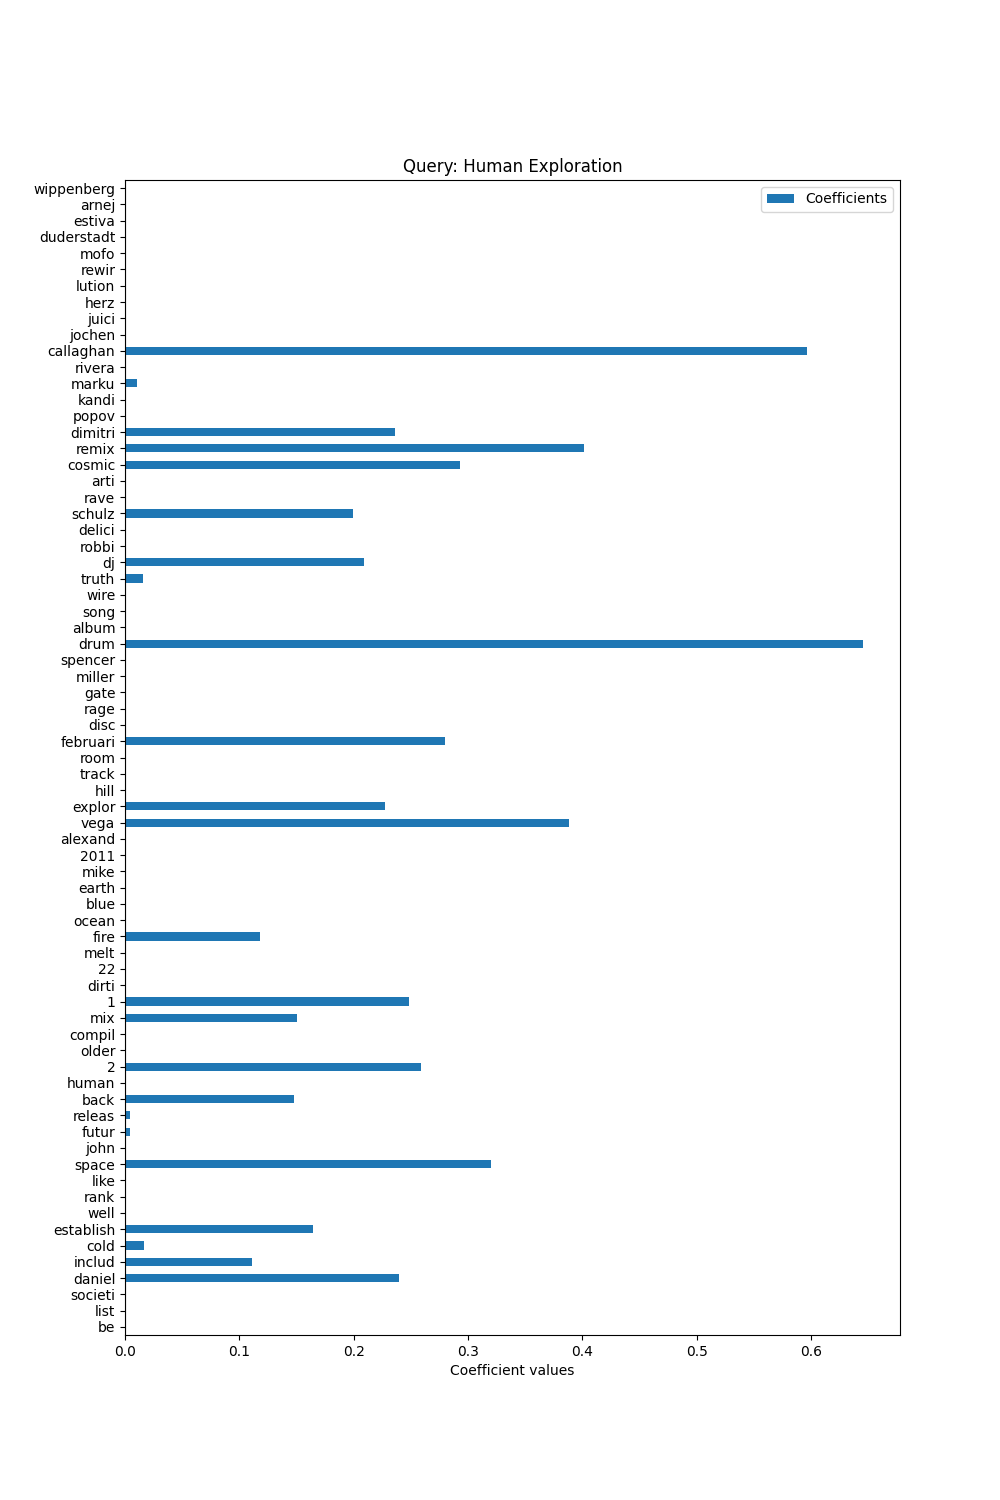 Query: Human Exploration
Coefficients
wippenberg
arnej
estiva
duderstadt
mofo
rewir
lution
herz
juici
jochen
callaghan
rivera
marku
kandi
popov
dimitri
remix
cosmic
arti
rave
schulz
delici
robbi
dj
truth
wire
song
album
drum
spencer
miller
gate
rage
disc
februari
room
track
hill
explor
vega
alexand
2011
mike
earth
blue
ocean
fire
melt
22
dirti
1
mix
compil
older
2
human
back
releas
futur
john
space
like
rank
well
establish
cold
includ
daniel
societi
list
be
0.0 0.1 0.2 0.3 0.4 0.5 0.6
Coefficient values